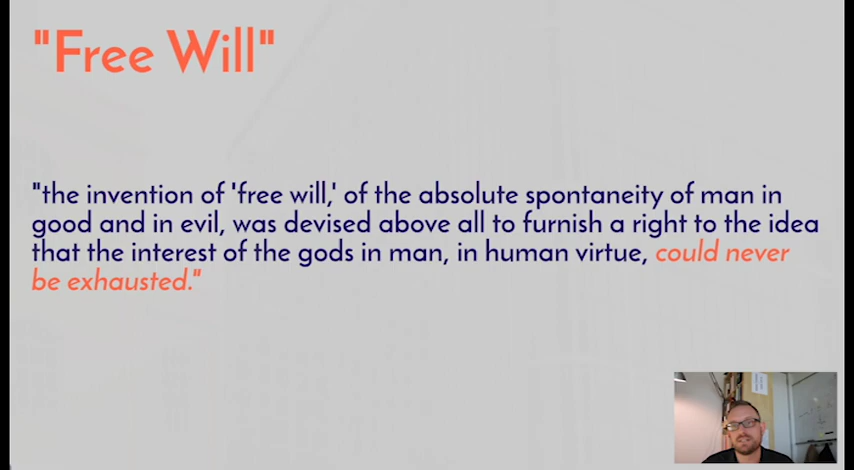 "Free Will"
"the invention of 'free will,' of the absolute spontaneity of man in
good and in evil, was devised above all to furnish a right to the idea
that the interest of the gods in man, in human virtue, could never
be exhausted."